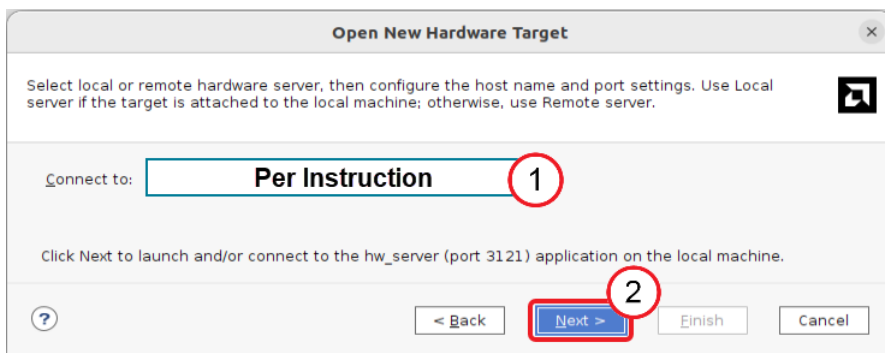 Open New Hardware Target
×
Select local or remote hardware server, then configure the host name and port settings. Use Local
server if the target is attached to the local machine; otherwise, use Remote server.
Connect to:
Per Instruction
1
Click Next to launch and/or connect to the hw_server (port 3121) application on the local machine.
2
?
< Back
Next >
Finish
Cancel